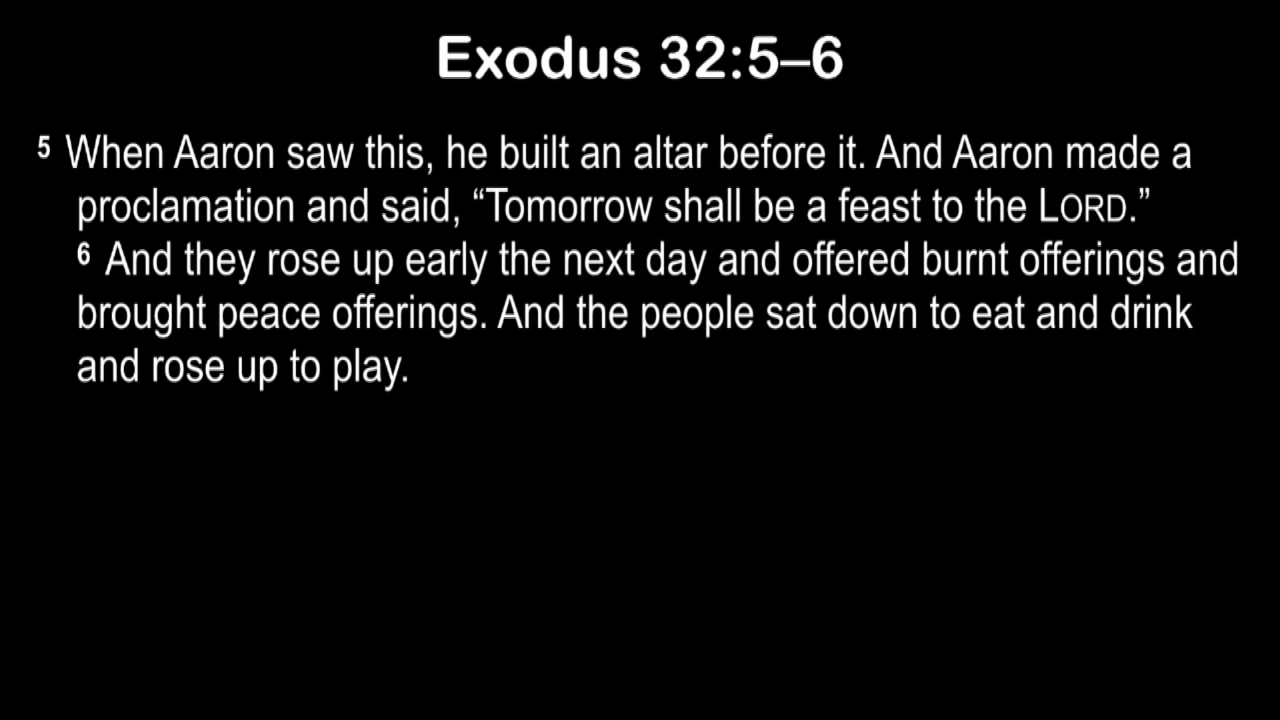 Exodus 32:5–6
5 When Aaron saw this, he built an altar before it. And Aaron made a
proclamation and said, “Tomorrow shall be a feast to the LORD.”
6 And they rose up early the next day and offered burnt offerings and
brought peace offerings. And the people sat down to eat and drink
and rose up to play.